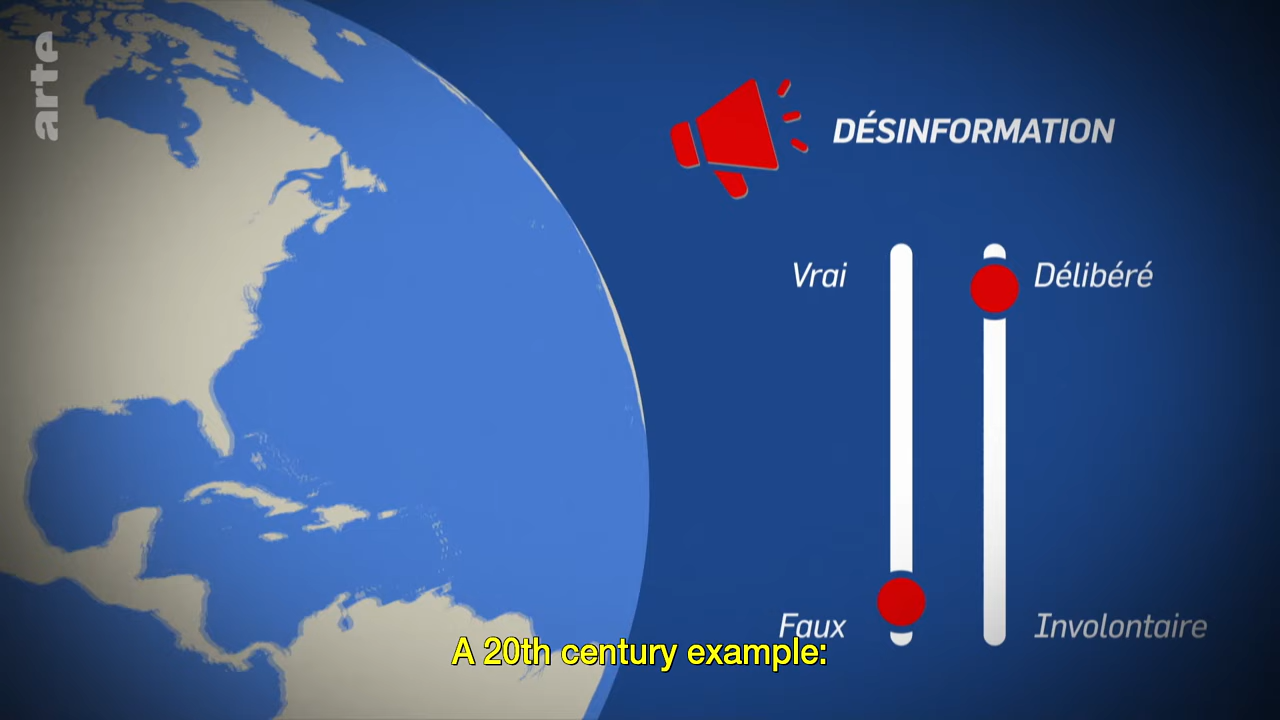 arte
DÉSINFORMATION
Vrai
Délibéré
Faux
Involontaire
A 20th century example: